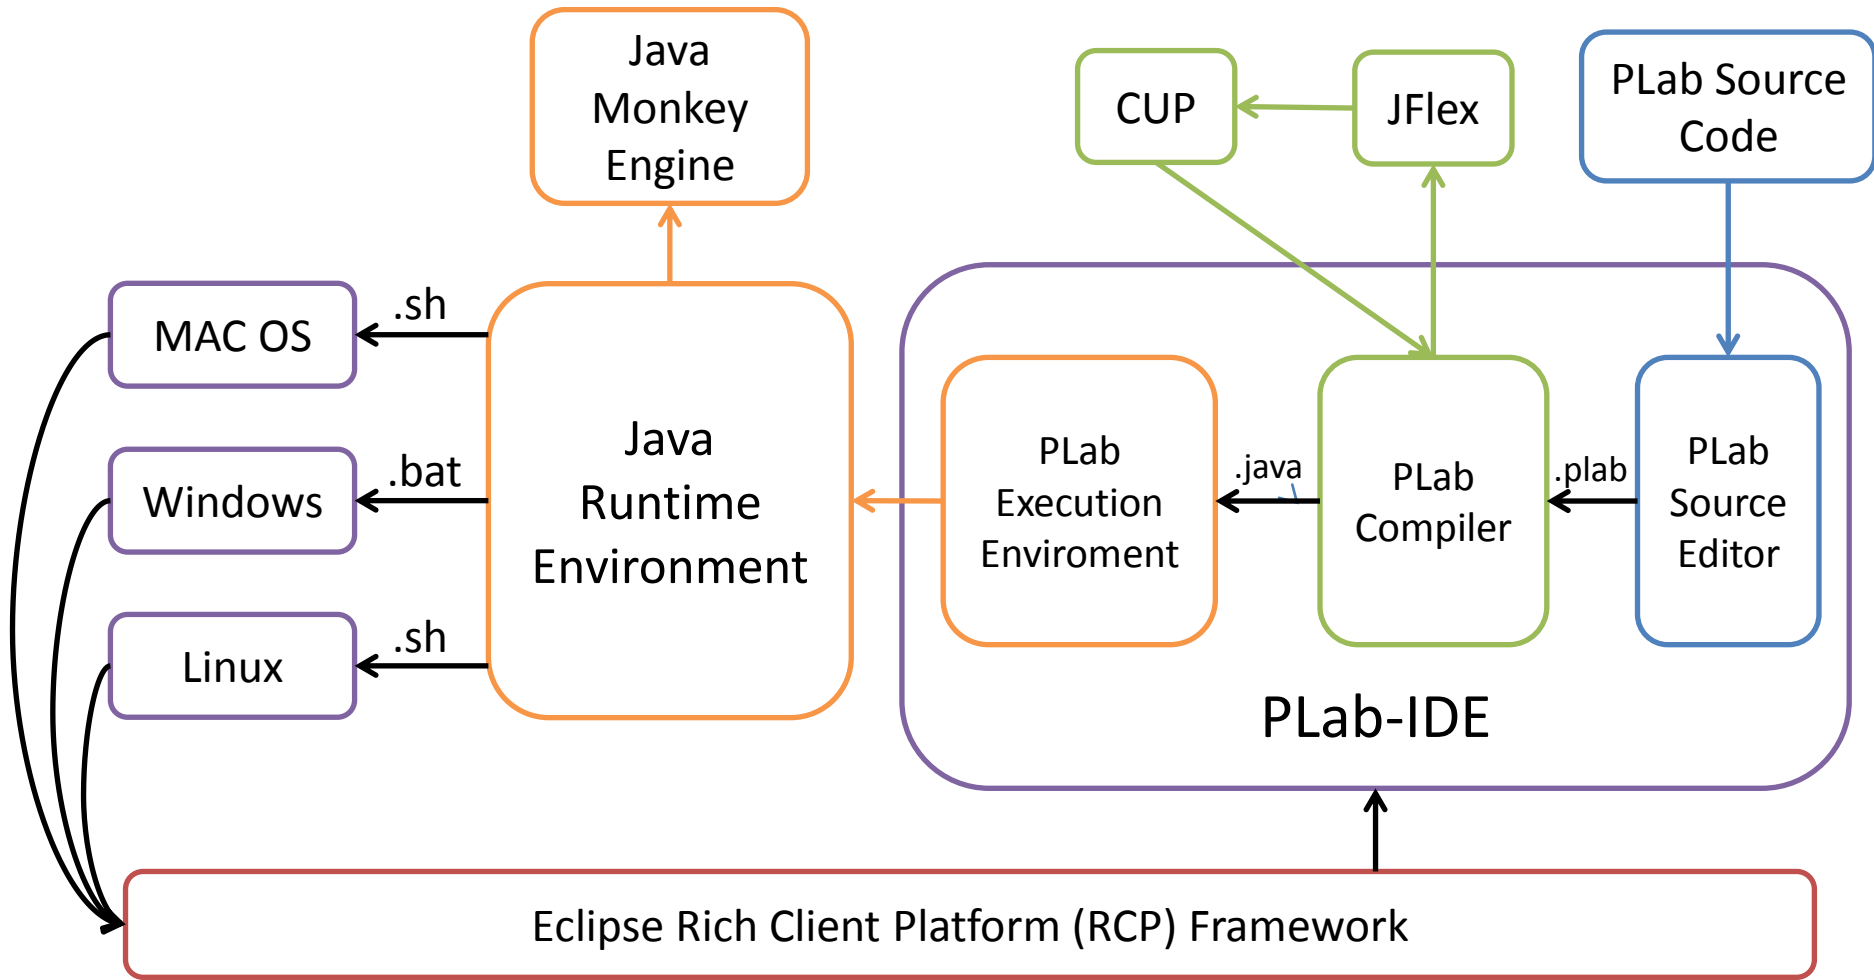 Java
Monkey
Engine
CUP
JFlex
PLab Source
Code
MAC OS
.sh
Windows
.bat
Linux
.sh
Java
Runtime
Environment
PLab
Execution
Enviroment
.java
PLab
Compiler
.plab
PLab
Source
Editor
PLab-IDE
Eclipse Rich Client Platform (RCP) Framework